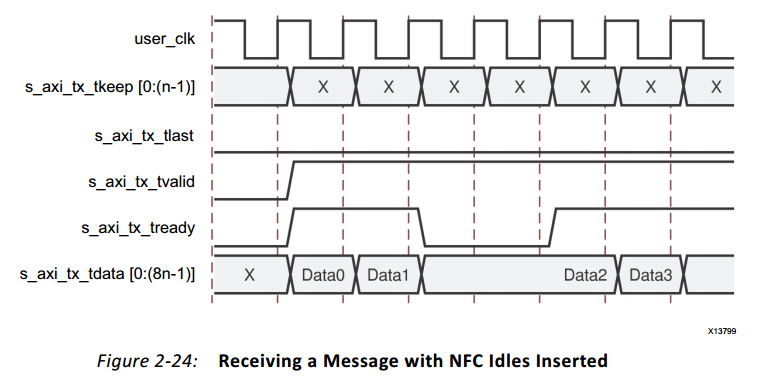 user_clk
s_axi_tx_tkeep [0:(n-1)] X X X X X X X
s_axi_tx_tlast
s_axi_tx_tvalid
s_axi_tx_tready
s_axi_tx_tdata [0:(8n-1)] X Data0 Data1 Data2 Data3
X13799
Figure 2-24: Receiving a Message with NFC Idles Inserted